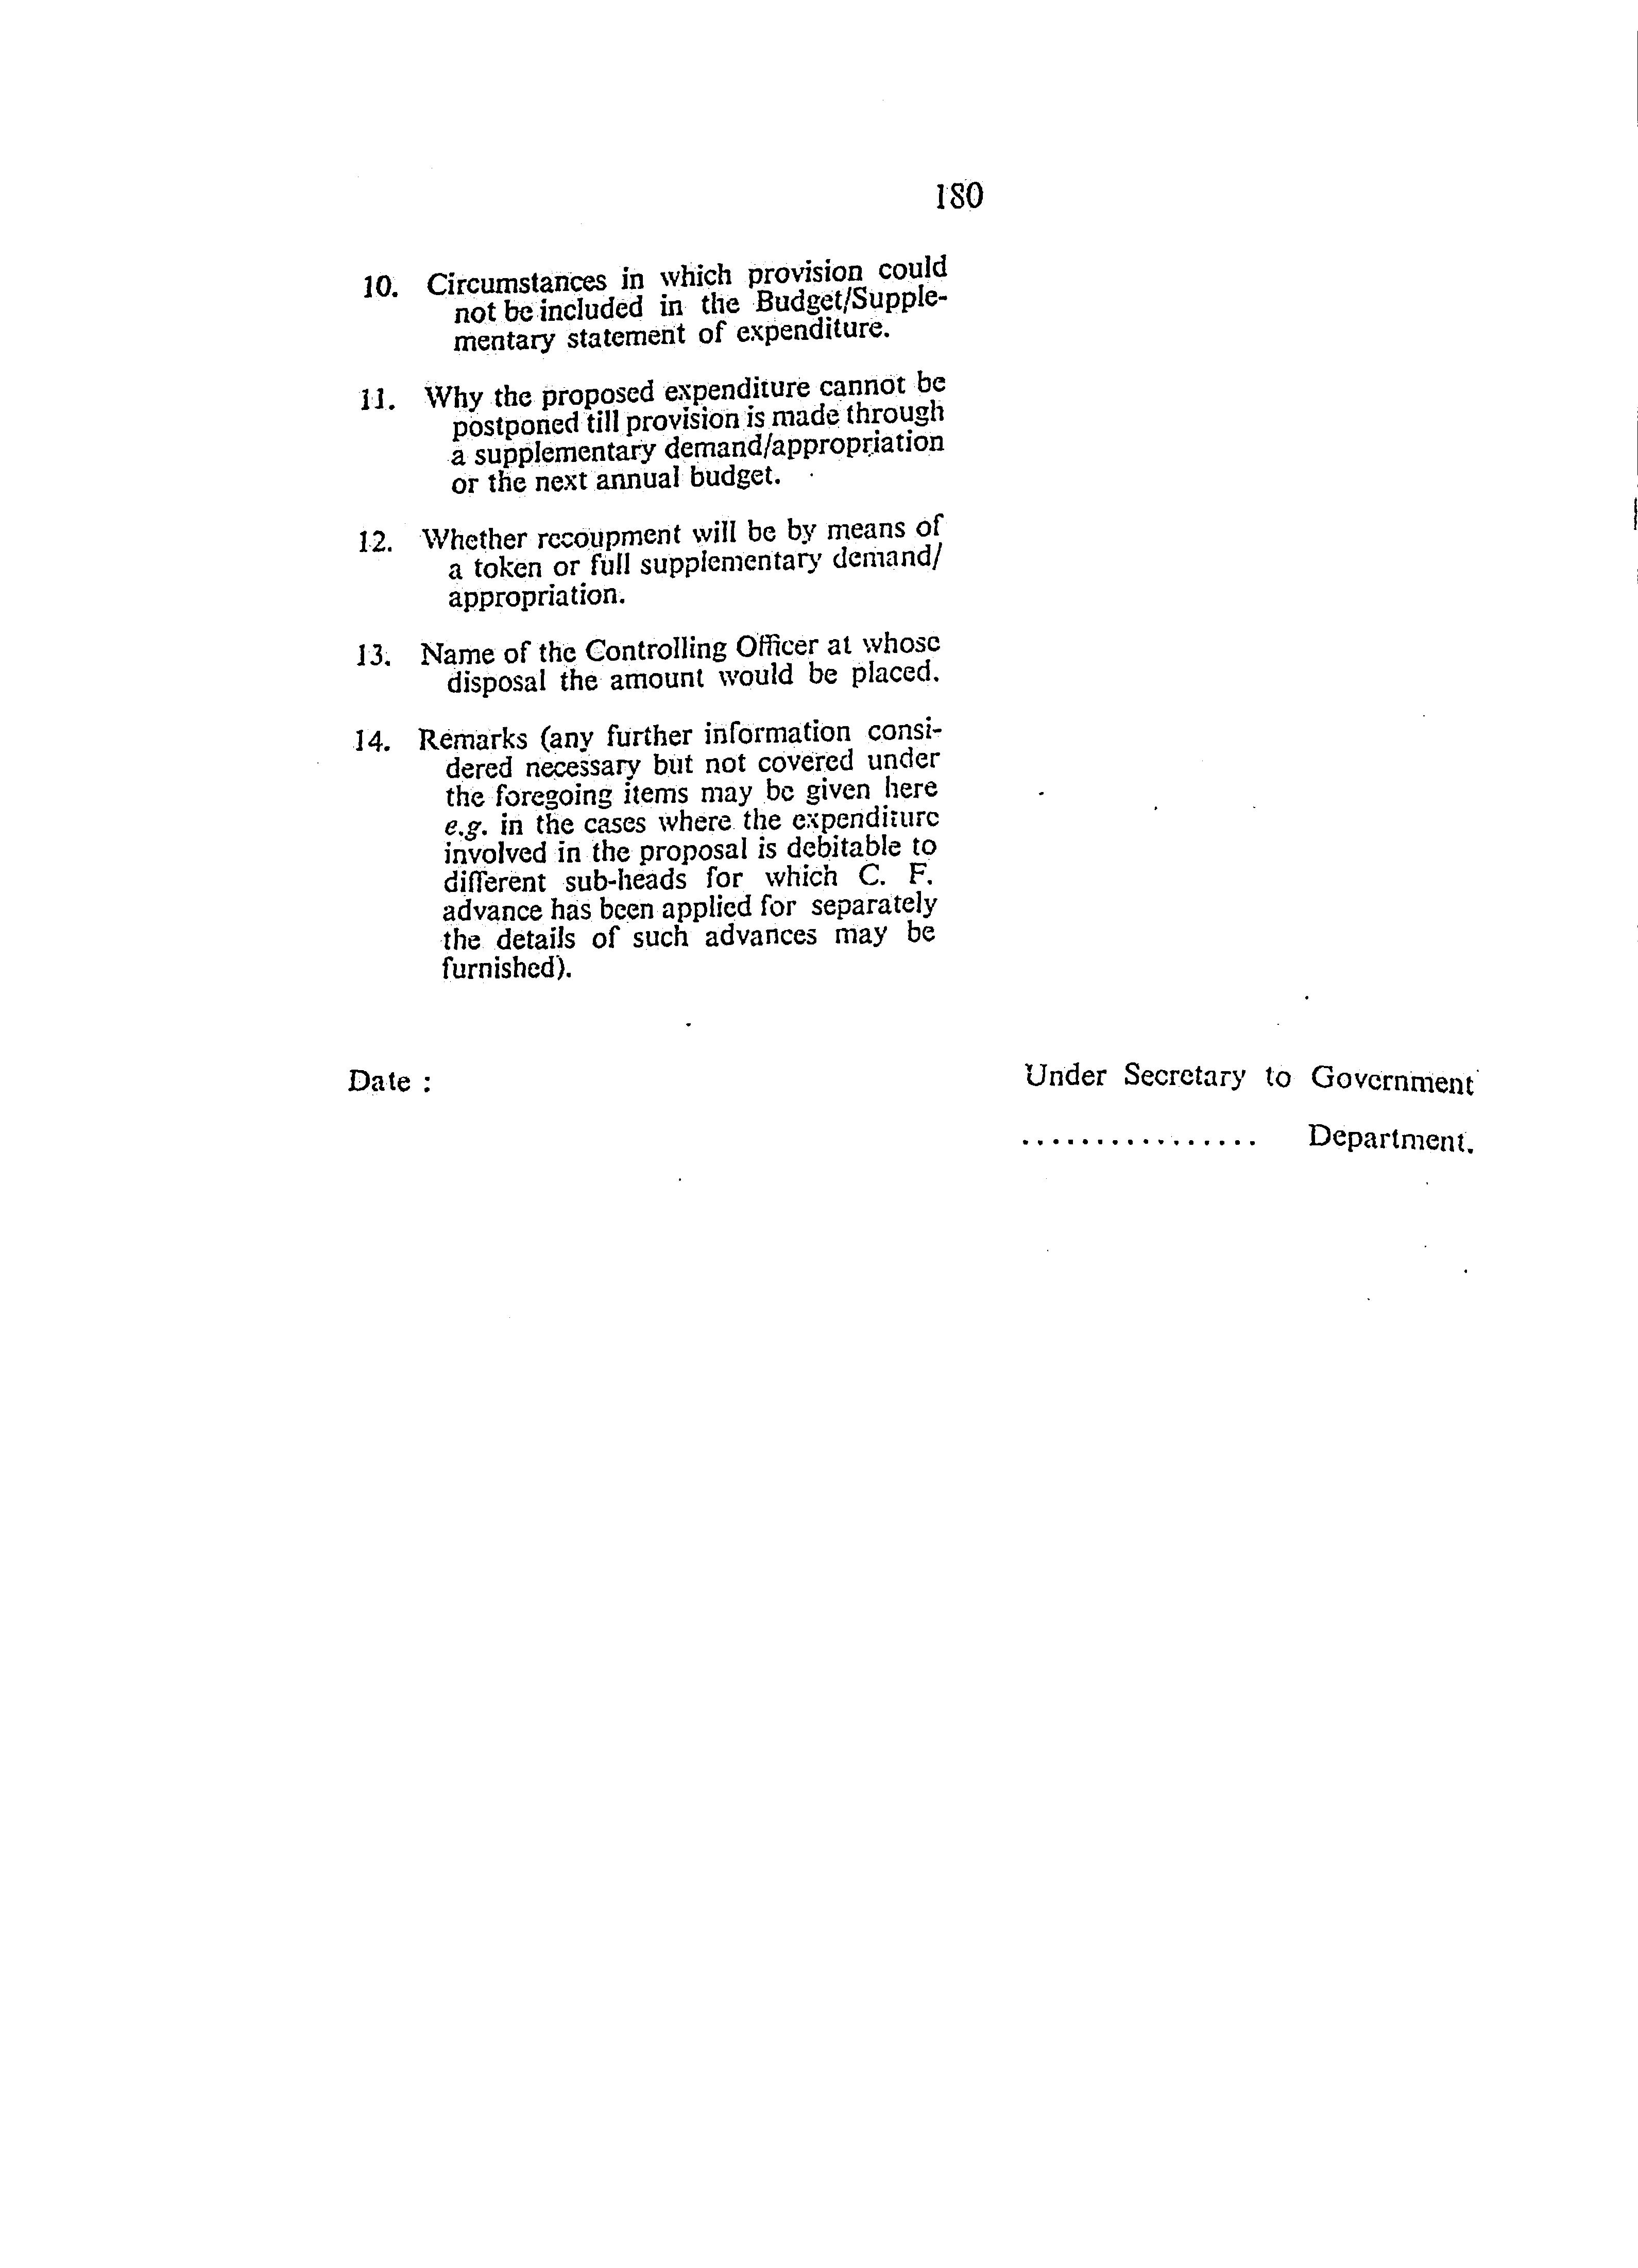 180
10. Circumstances in which provision could
not be included in the Budget/Supple-
mentary statement of expenditure.
11. Why the proposed expenditure cannot be
postponed till provision is made through
a supplementary demand/appropriation
or the next annual budget.
12. Whether recoupment will be by means of
a token or full supplementary demand/
appropriation.
13. Name of the Controlling Officer at whose
disposal the amount would be placed.
14. Remarks (any further information consi-
dered necessary but not covered under
the foregoing items may be given here
e.g. in the cases where the expenditure
involved in the proposal is debitable to
different sub-heads for which C. F.
advance has been applied for separately
the details of such advances may be
furnished).
Date :
Under Secretary to Government
................ Department.